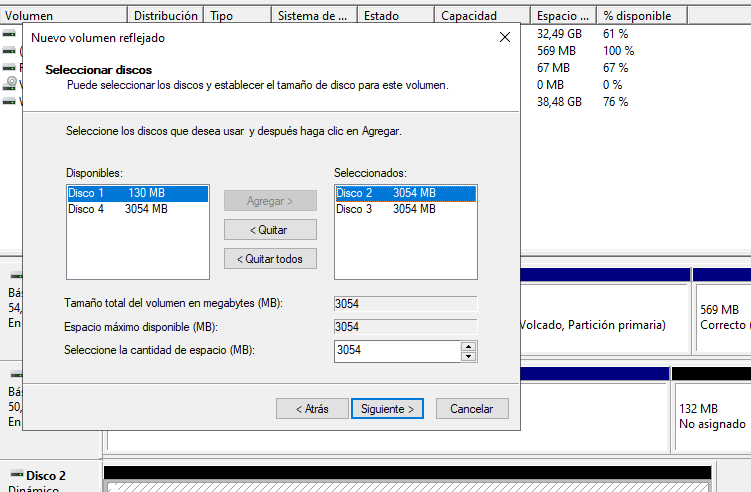 Volumen Distribución Tipo Sistema de ... Estado Capacidad Espacio ... % disponible
32,49 GB 61 %
569 MB 100 %
67 MB 67 %
0 MB 0 %
38,48 GB 76 %
Nuevo volumen reflejado
Seleccionar discos
Puede seleccionar los discos y establecer el tamaño de disco para este volumen.
Seleccione los discos que desea usar y después haga clic en Agregar.
Disponibles: Seleccionados:
Disco 1 130 MB Agregar > Disco 2 3054 MB
Disco 4 3054 MB Disco 3 3054 MB
< Quitar
< Quitar todos
Tamaño total del volumen en megabytes (MB): 3054
Espacio máximo disponible (MB): 3054
Seleccione la cantidad de espacio (MB): 3054
< Atrás Siguiente > Cancelar
Bás
54,
En
Volcado, Partición primaria)
569 MB
Correcto (
Bás
50,
En
132 MB
No asignado
Disco 2
Dinámico